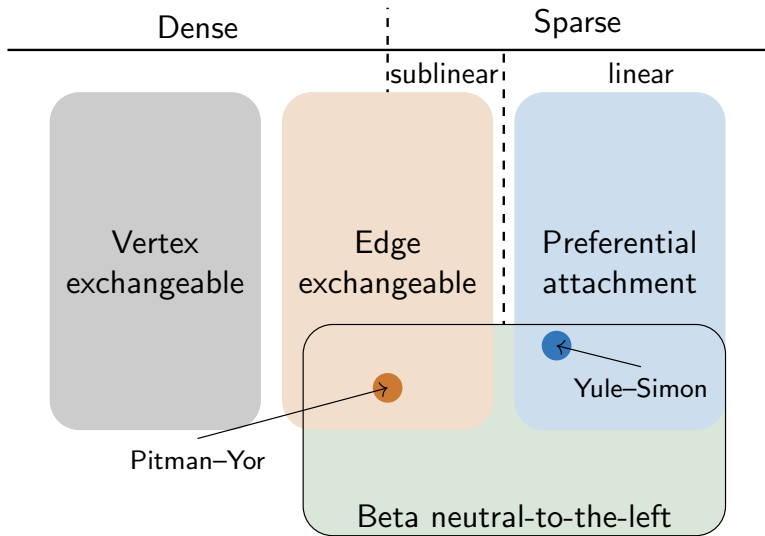 Dense
Sparse
sublinear
linear
Vertex
exchangeable
Edge
exchangeable
Preferential
attachment
Yule–Simon
Pitman–Yor
Beta neutral-to-the-left